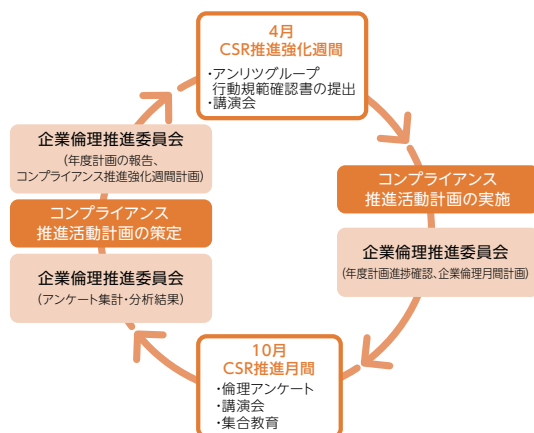 4月
CSR推進強化週間
・アンリツグループ
行動規範確認書の提出
・講演会
企業倫理推進委員会
(年度計画の報告、
コンプライアンス推進強化週間計画)
コンプライアンス
推進活動計画の策定
企業倫理推進委員会
(アンケート集計・分析結果)
コンプライアンス
推進活動計画の実施
企業倫理推進委員会
(年度計画進捗確認、企業倫理月間計画)
10月
CSR推進月間
・倫理アンケート
・講演会
・集合教育